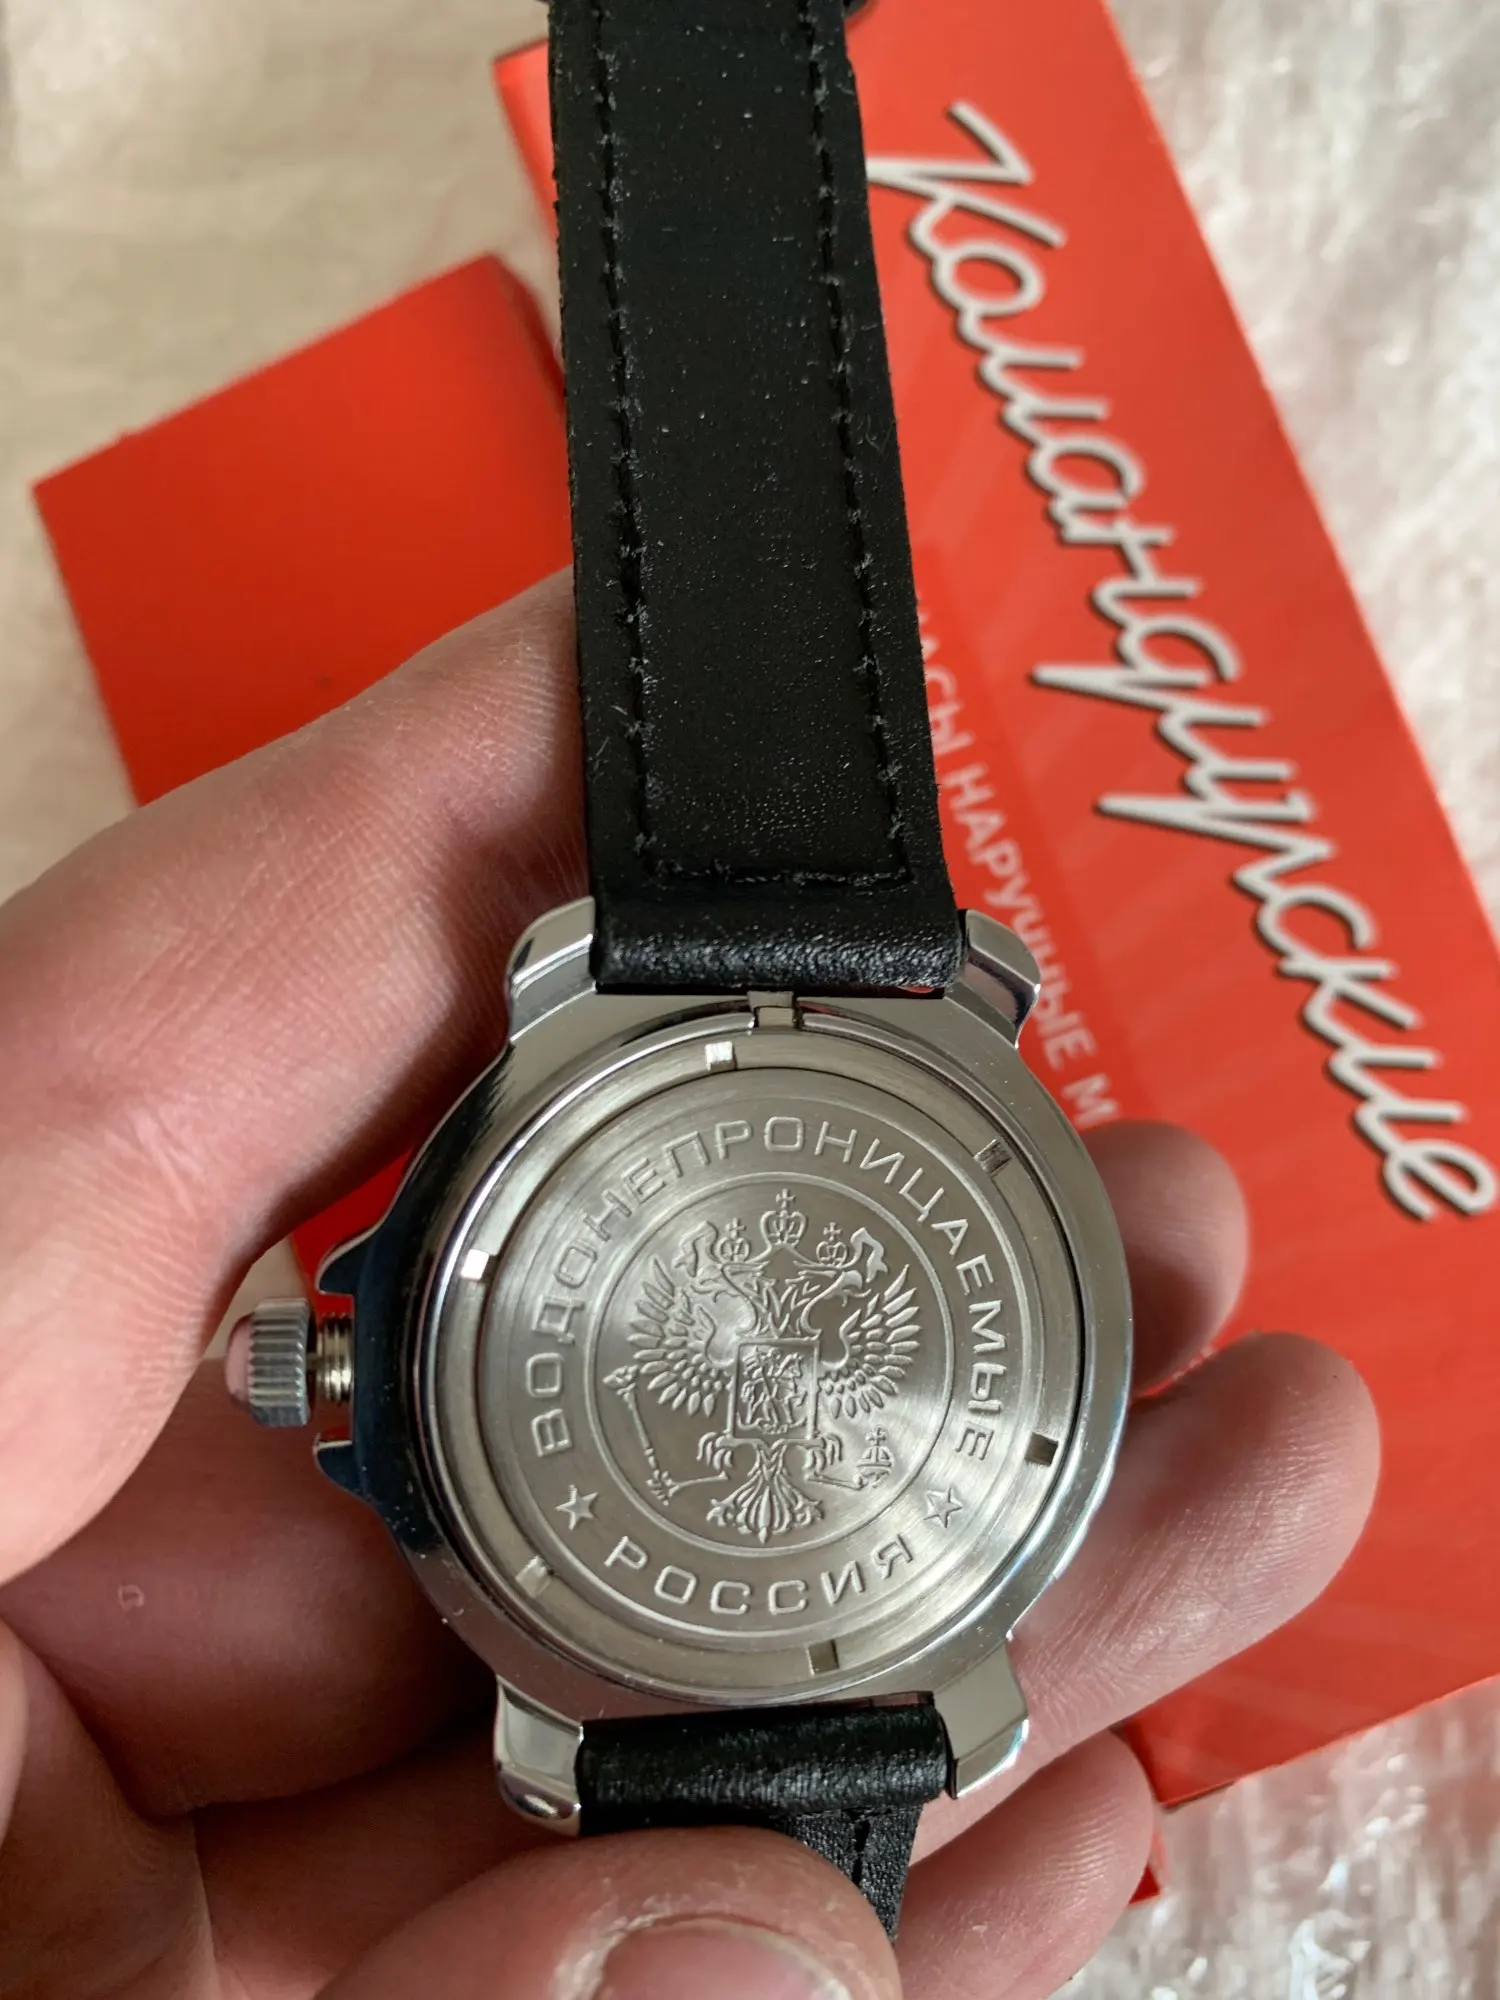 Командирские
ЧАСЫ НАРУЧНЫЕ М
ВОДОНЕПРОНИЦАЕМЫЕ
★ РОССИЯ ★